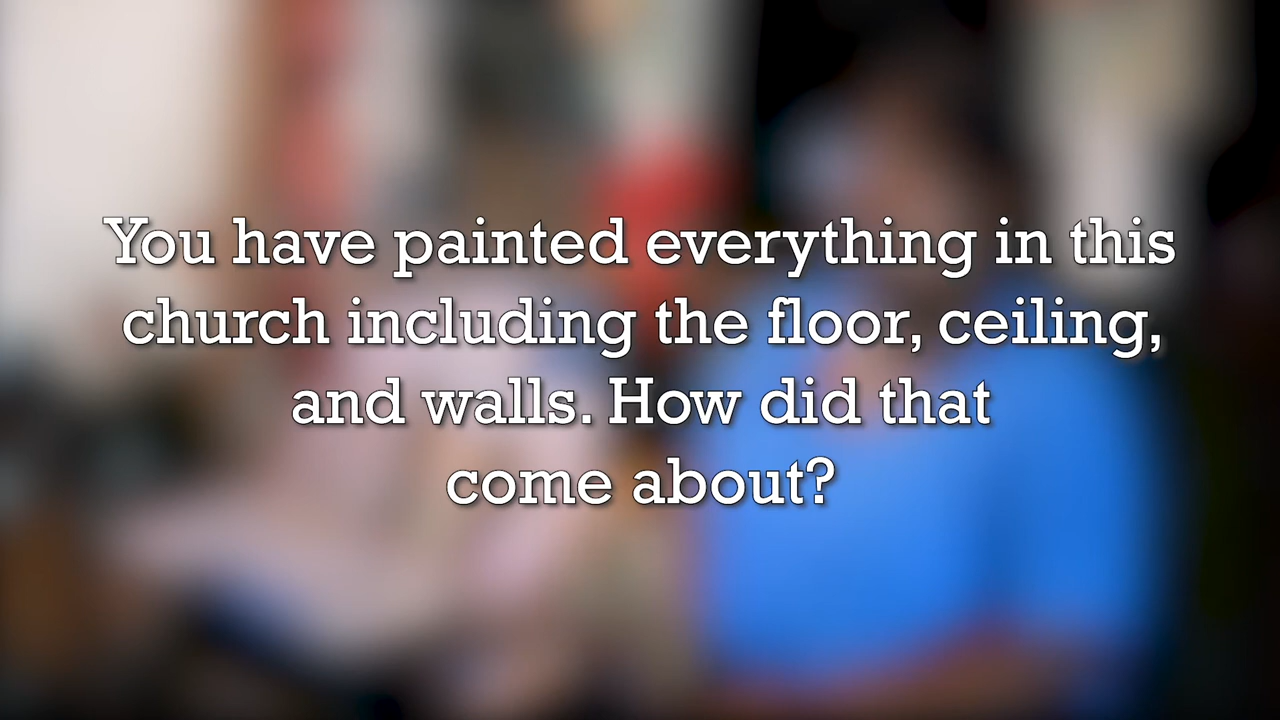 You have painted everything in this
church including the floor, ceiling,
and walls. How did that
come about?